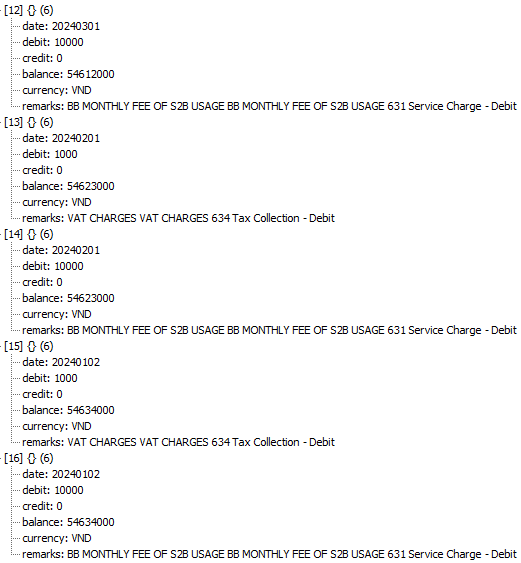 [12] {} (6)
date: 20240301
debit: 10000
credit: 0
balance: 54612000
currency: VND
remarks: BB MONTHLY FEE OF S2B USAGE BB MONTHLY FEE OF S2B USAGE 631 Service Charge - Debit
[13] {} (6)
date: 20240201
debit: 1000
credit: 0
balance: 54623000
currency: VND
remarks: VAT CHARGES VAT CHARGES 634 Tax Collection - Debit
[14] {} (6)
date: 20240201
debit: 10000
credit: 0
balance: 54623000
currency: VND
remarks: BB MONTHLY FEE OF S2B USAGE BB MONTHLY FEE OF S2B USAGE 631 Service Charge - Debit
[15] {} (6)
date: 20240102
debit: 1000
credit: 0
balance: 54634000
currency: VND
remarks: VAT CHARGES VAT CHARGES 634 Tax Collection - Debit
[16] {} (6)
date: 20240102
debit: 10000
credit: 0
balance: 54634000
currency: VND
remarks: BB MONTHLY FEE OF S2B USAGE BB MONTHLY FEE OF S2B USAGE 631 Service Charge - Debit